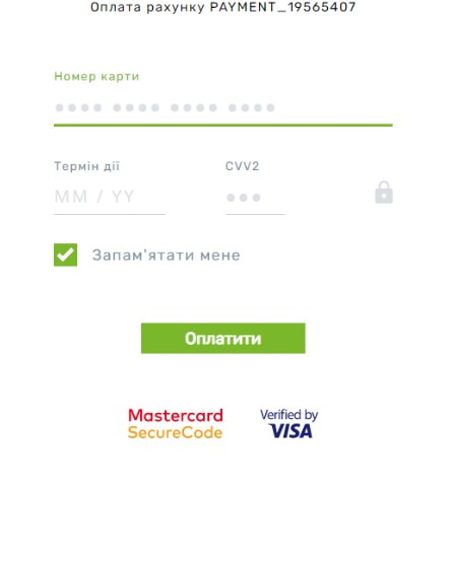 Оплата рахунку PAYMENT_19565407
Номер карти
•••• •••• •••• ••••
Термін дії CVV2
MM / YY •••
Запам'ятати мене
Оплатити
Mastercard Verified by
SecureCode VISA